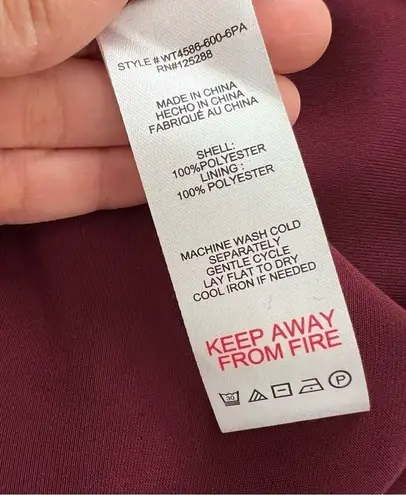 STYLE # WT4586-600-6PA
RN#125288
MADE IN CHINA
HECHO IN CHINA
FABRIQUÉ AU CHINA
SHELL:
100%POLYESTER
LINING :
100% POLYESTER
MACHINE WASH COLD
SEPARATELY
GENTLE CYCLE
LAY FLAT TO DRY
COOL IRON IF NEEDED
KEEP AWAY
FROM FIRE
30 P